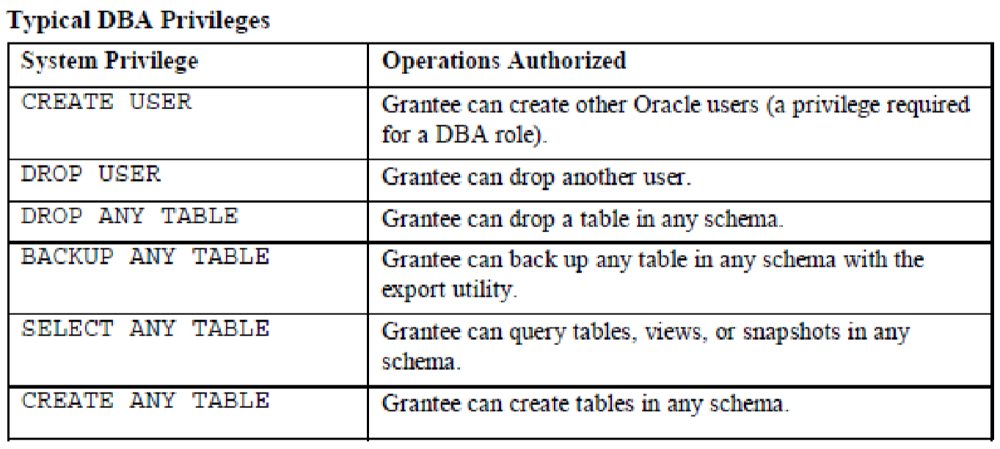 Typical DBA Privileges
System Privilege
Operations Authorized
CREATE USER
Grantee can create other Oracle users (a privilege required
for a DBA role).
DROP USER
Grantee can drop another user.
DROP ANY TABLE
Grantee can drop a table in any schema.
BACKUP ANY TABLE
Grantee can back up any table in any schema with the
export utility.
SELECT ANY TABLE
Grantee can query tables, views, or snapshots in any
schema.
CREATE ANY TABLE
Grantee can create tables in any schema.